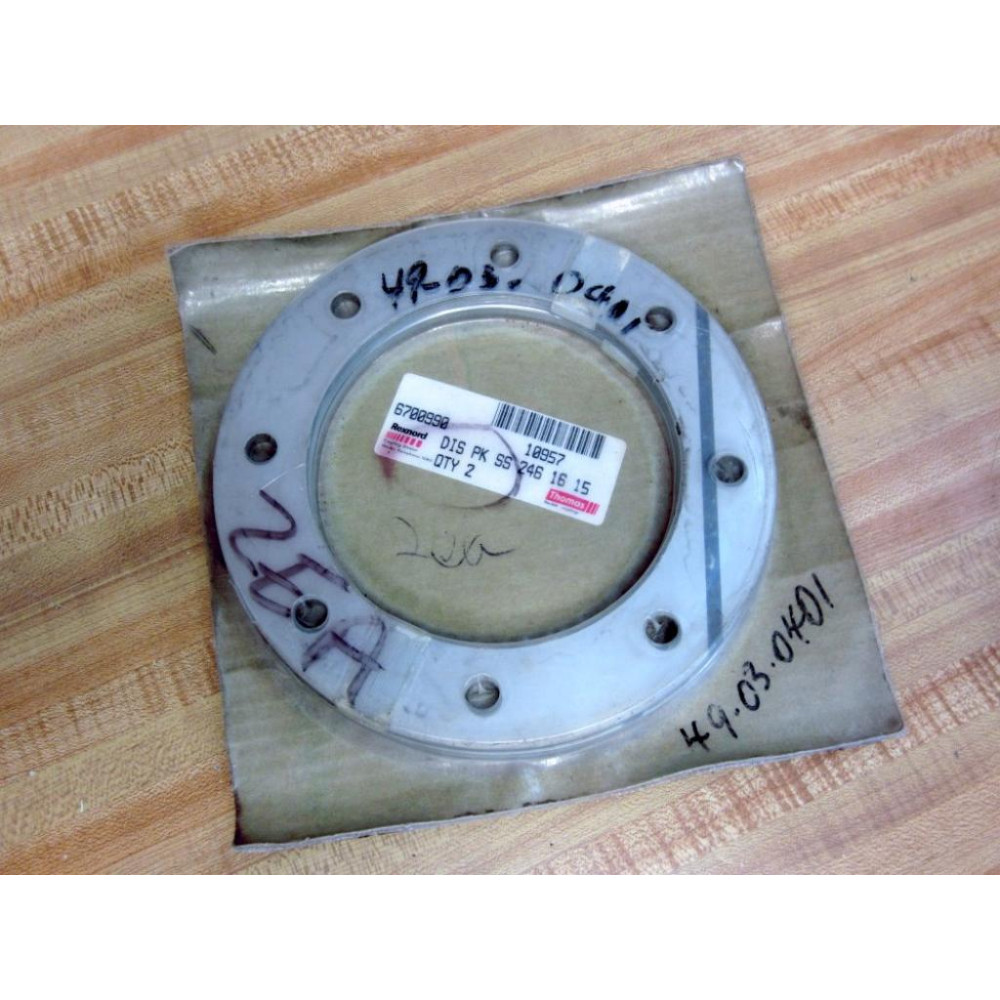 49.03.0401
6700990
Rexnord
10957
DIS PK SS 246 16 15
QTY 2
Thomas
49.03.0401